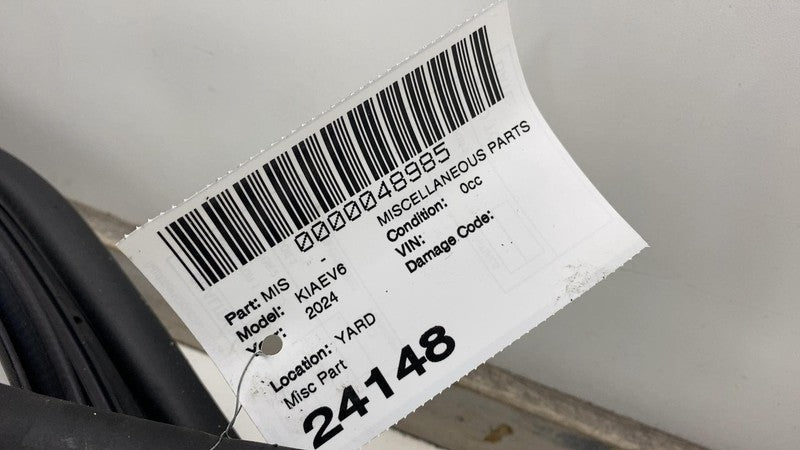 0000048985
Part: MIS - MISCELLANEOUS PARTS
Model: KIAEV6 Condition: 0cc
2024 VIN:
Damage Code:
Location: YARD
Misc Part
24148